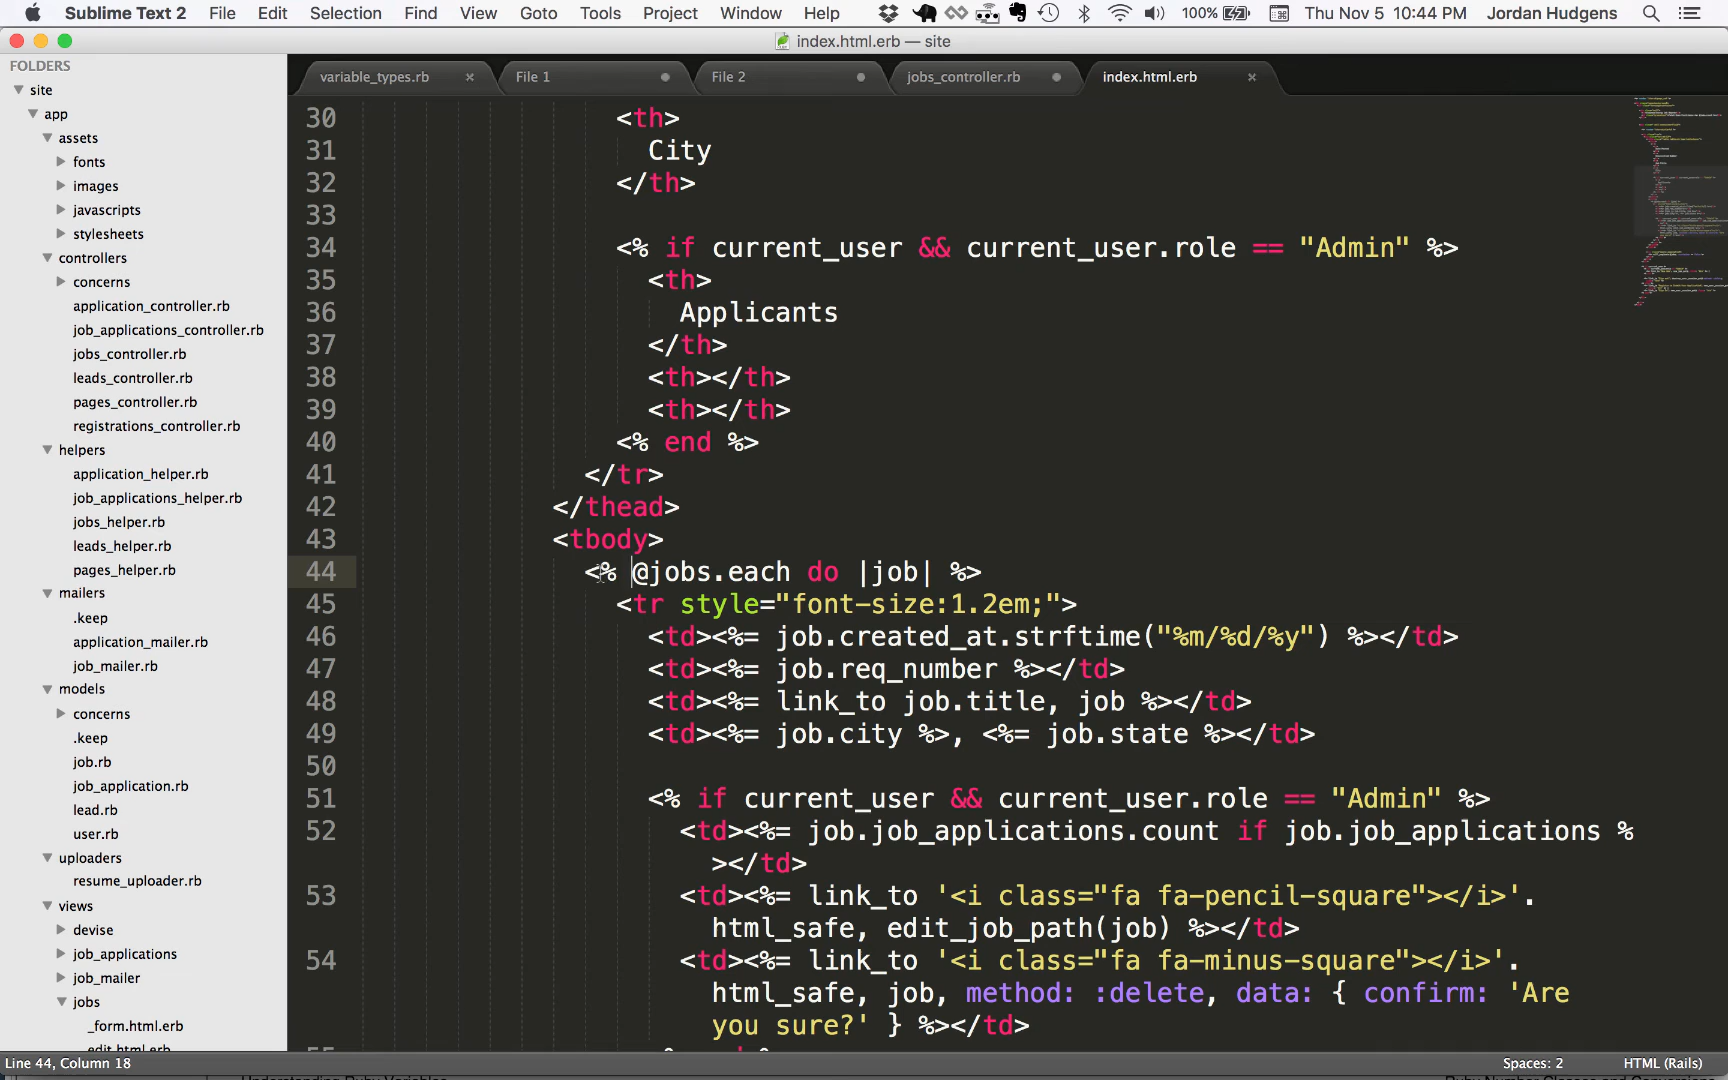 Sublime Text 2 File Edit Selection Find View Goto Tools Project Window Help 100% Thu Nov 5 10:44 PM Jordan Hudgens
index.html.erb — site
FOLDERS
site
app
assets
fonts
images
javascripts
stylesheets
controllers
concerns
application_controller.rb
job_applications_controller.rb
jobs_controller.rb
leads_controller.rb
pages_controller.rb
registrations_controller.rb
helpers
application_helper.rb
job_applications_helper.rb
jobs_helper.rb
leads_helper.rb
pages_helper.rb
mailers
.keep
application_mailer.rb
job_mailer.rb
models
concerns
.keep
job.rb
job_application.rb
lead.rb
user.rb
uploaders
resume_uploader.rb
views
devise
job_applications
job_mailer
jobs
_form.html.erb
edit.html.erb
variable_types.rb File 1 File 2 jobs_controller.rb index.html.erb
30 <th>
31 City
32 </th>
33
34 <% if current_user && current_user.role == "Admin" %>
35 <th>
36 Applicants
37 </th>
38 <th></th>
39 <th></th>
40 <% end %>
41 </tr>
42 </thead>
43 <tbody>
44 <% @jobs.each do |job| %>
45 <tr style="font-size:1.2em;">
46 <td><%= job.created_at.strftime("%m/%d/%y") %></td>
47 <td><%= job.req_number %></td>
48 <td><%= link_to job.title, job %></td>
49 <td><%= job.city %>, <%= job.state %></td>
50
51 <% if current_user && current_user.role == "Admin" %>
52 <td><%= job.job_applications.count if job.job_applications %
></td>
53 <td><%= link_to '<i class="fa fa-pencil-square"></i>'.
html_safe, edit_job_path(job) %></td>
54 <td><%= link_to '<i class="fa fa-minus-square"></i>'.
html_safe, job, method: :delete, data: { confirm: 'Are
you sure?' } %></td>
Line 44, Column 18 Spaces: 2 HTML (Rails)